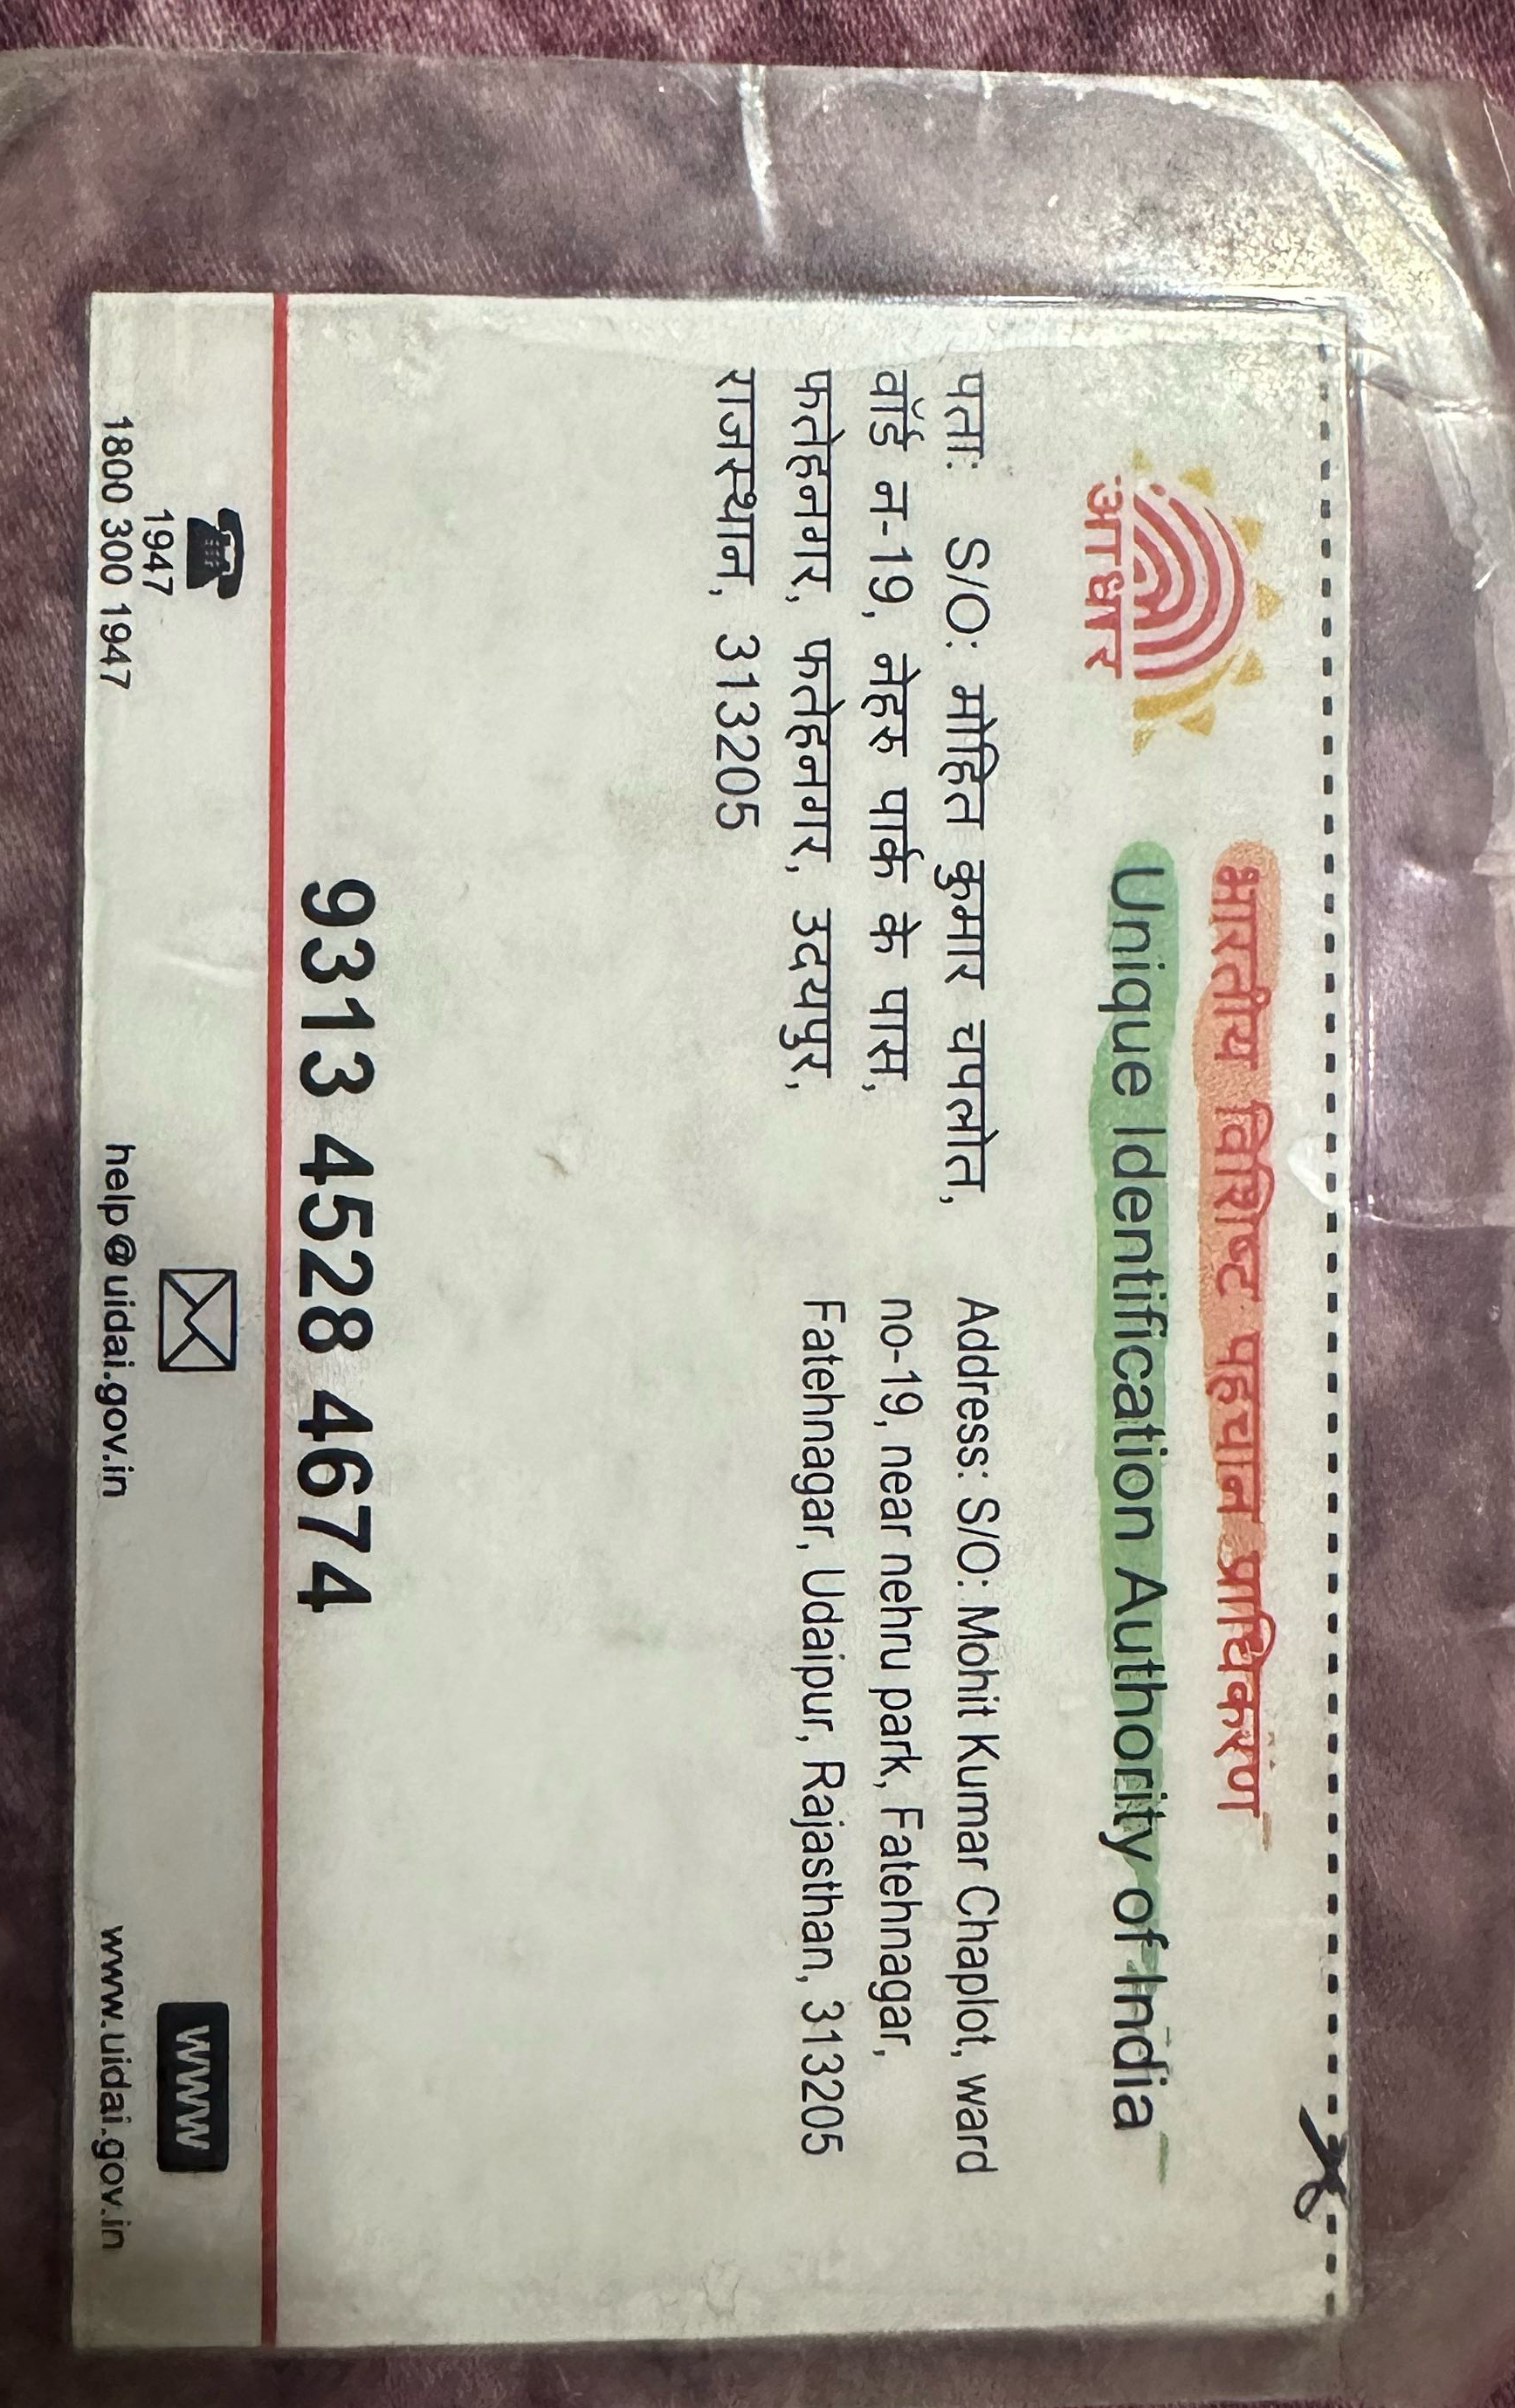 भारतीय विशिष्ट पहचान प्राधिकरण
Unique Identification Authority of India
आधार
पता: S/O: मोहित कुमार चपलोत,
वॉर्ड न-19, नेहरु पार्क के पास,
फतेहनगर, फतेहनगर, उदयपुर,
राजस्थान, 313205
Address: S/O: Mohit Kumar Chaplot, ward
no-19, near nehru park, Fatehnagar,
Fatehnagar, Udaipur, Rajasthan, 313205
9313 4528 4674
1947
1800 300 1947
help@uidai.gov.in
WWW
www.uidai.gov.in